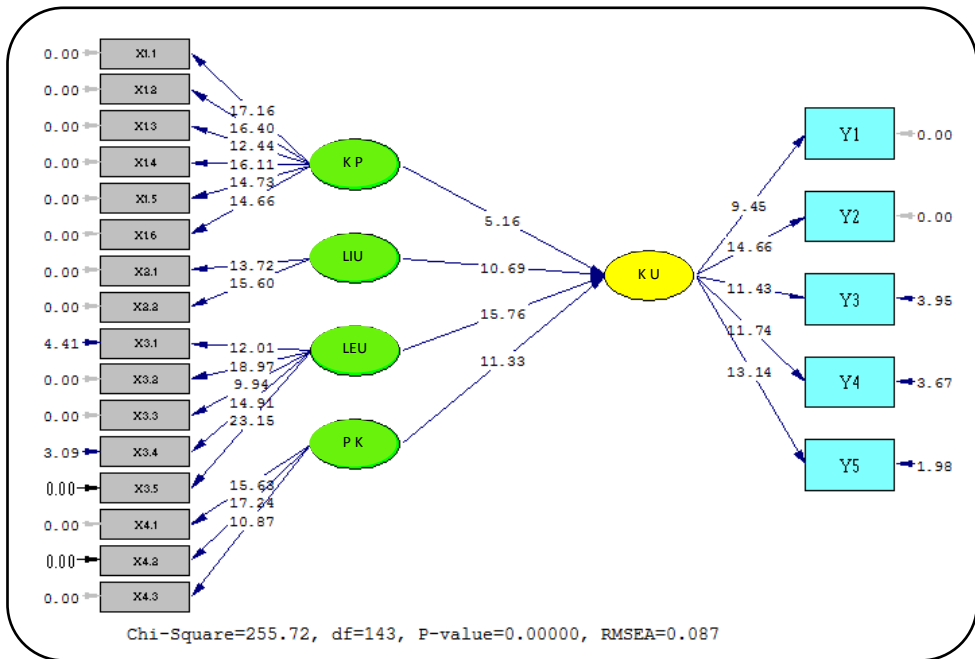 0.00 X1.1
0.00 X1.2
0.00 X1.3
0.00 X1.4
0.00 X1.5
0.00 X1.6
0.00 X2.1
0.00 X2.2
4.41 X3.1
0.00 X3.2
0.00 X3.3
3.09 X3.4
0.00 X3.5
0.00 X4.1
0.00 X4.2
0.00 X4.3
17.16
16.40
12.44
16.11
14.73
14.66
13.72
15.60
12.01
18.97
9.94
14.91
23.15
15.63
17.24
10.87
K P
LIU
LEU
P K
5.16
10.69
15.76
11.33
K U
9.45
14.66
11.43
11.74
13.14
Y1 0.00
Y2 0.00
Y3 3.95
Y4 3.67
Y5 1.98
Chi-Square=255.72, df=143, P-value=0.00000, RMSEA=0.087